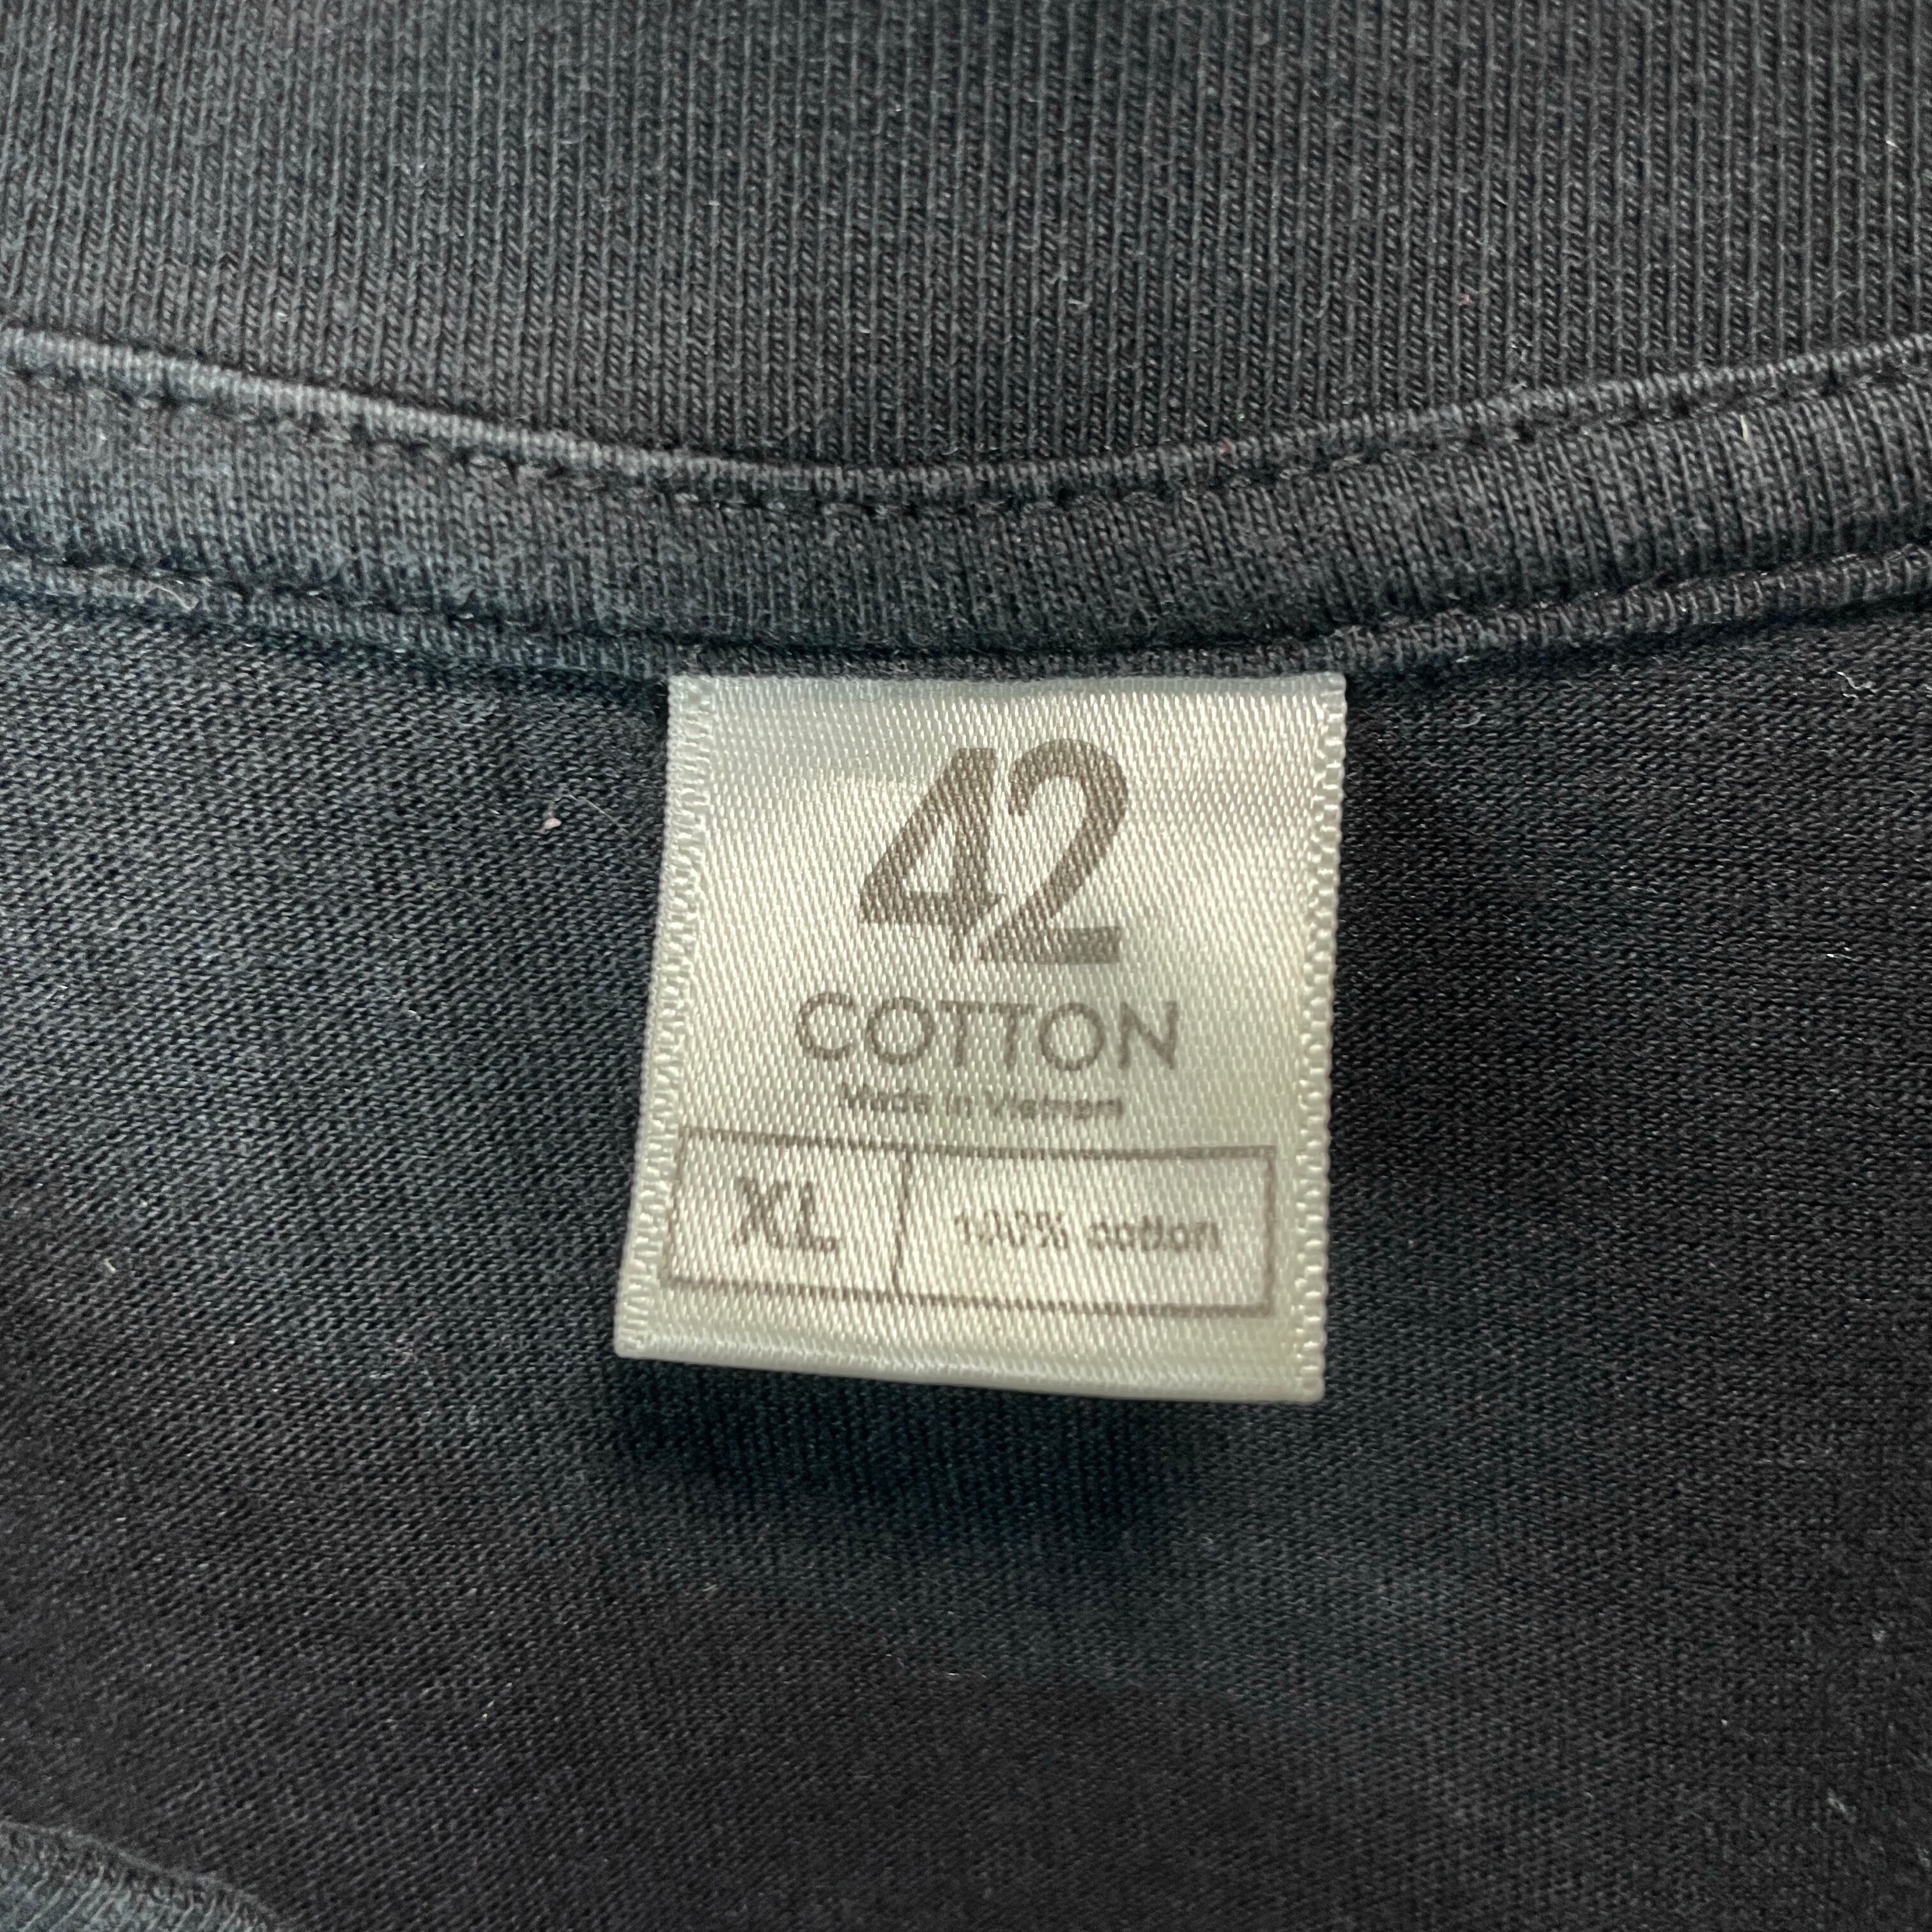 42
COTTON
Made in Vietnam
XL
100% cotton